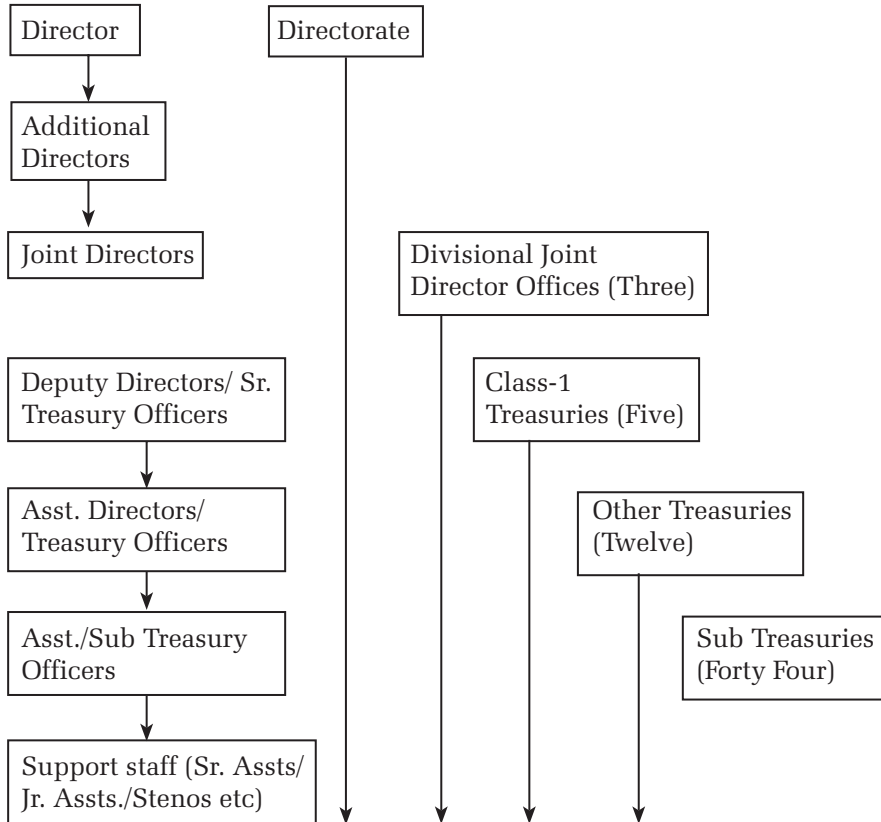 Director
Directorate
Additional
Directors
Joint Directors
Divisional Joint
Director Offices (Three)
Deputy Directors/ Sr.
Treasury Officers
Class-1
Treasuries (Five)
Asst. Directors/
Treasury Officers
Other Treasuries
(Twelve)
Asst./Sub Treasury
Officers
Sub Treasuries
(Forty Four)
Support staff (Sr. Assts/
Jr. Assts./Stenos etc)